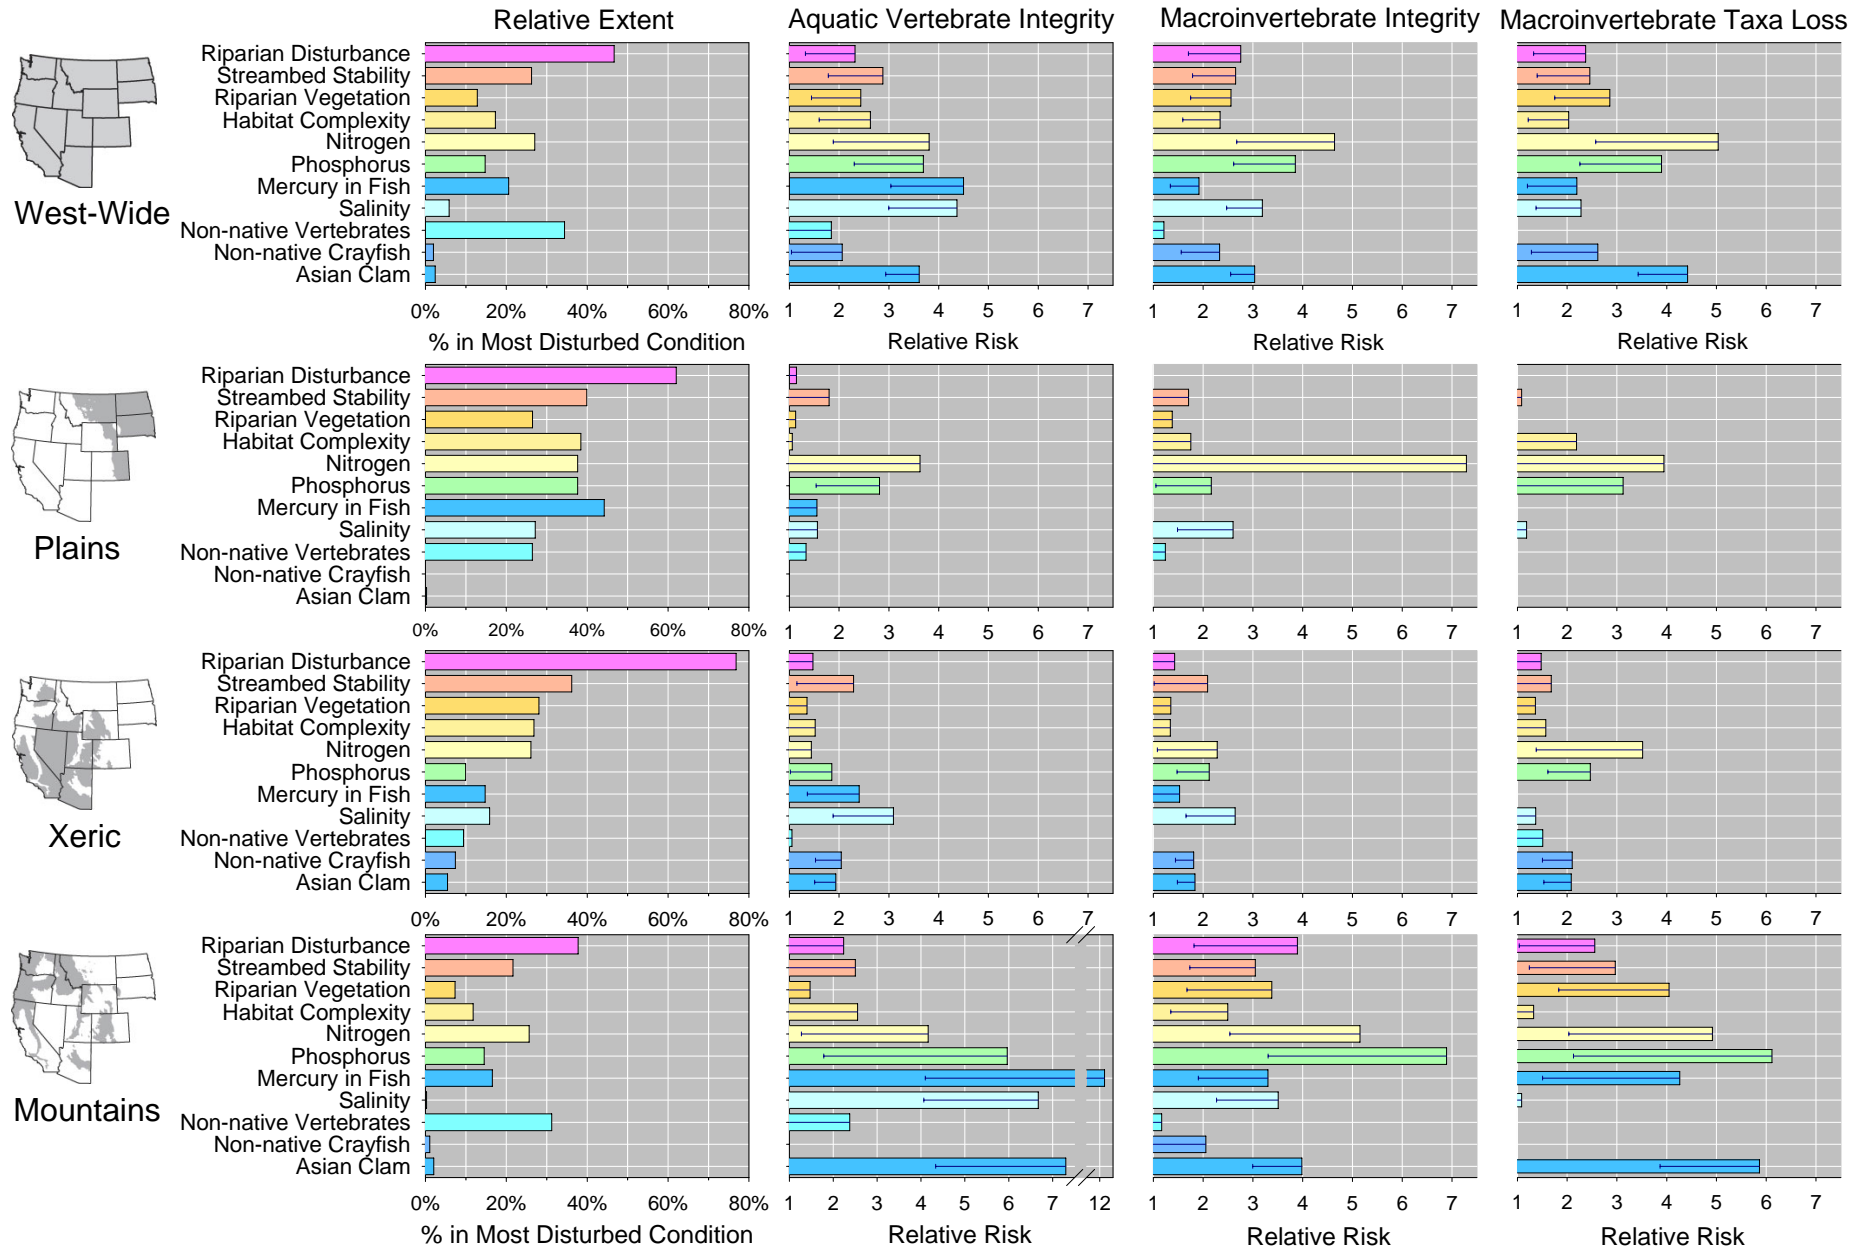 Relative Extent
Aquatic Vertebrate Integrity
Macroinvertebrate Integrity
Macroinvertebrate Taxa Loss
West-Wide
Riparian Disturbance
Streambed Stability
Riparian Vegetation
Habitat Complexity
Nitrogen
Phosphorus
Mercury in Fish
Salinity
Non-native Vertebrates
Non-native Crayfish
Asian Clam
0% 20% 40% 60% 80%
1 2 3 4 5 6 7
1 2 3 4 5 6 7
1 2 3 4 5 6 7
% in Most Disturbed Condition
Relative Risk
Relative Risk
Relative Risk
Plains
Riparian Disturbance
Streambed Stability
Riparian Vegetation
Habitat Complexity
Nitrogen
Phosphorus
Mercury in Fish
Salinity
Non-native Vertebrates
Non-native Crayfish
Asian Clam
0% 20% 40% 60% 80%
1 2 3 4 5 6 7
1 2 3 4 5 6 7
1 2 3 4 5 6 7
Xeric
Riparian Disturbance
Streambed Stability
Riparian Vegetation
Habitat Complexity
Nitrogen
Phosphorus
Mercury in Fish
Salinity
Non-native Vertebrates
Non-native Crayfish
Asian Clam
0% 20% 40% 60% 80%
1 2 3 4 5 6 7
1 2 3 4 5 6 7
1 2 3 4 5 6 7
Mountains
Riparian Disturbance
Streambed Stability
Riparian Vegetation
Habitat Complexity
Nitrogen
Phosphorus
Mercury in Fish
Salinity
Non-native Vertebrates
Non-native Crayfish
Asian Clam
0% 20% 40% 60% 80%
1 2 3 4 5 6 7 12
1 2 3 4 5 6 7
1 2 3 4 5 6 7
% in Most Disturbed Condition
Relative Risk
Relative Risk
Relative Risk